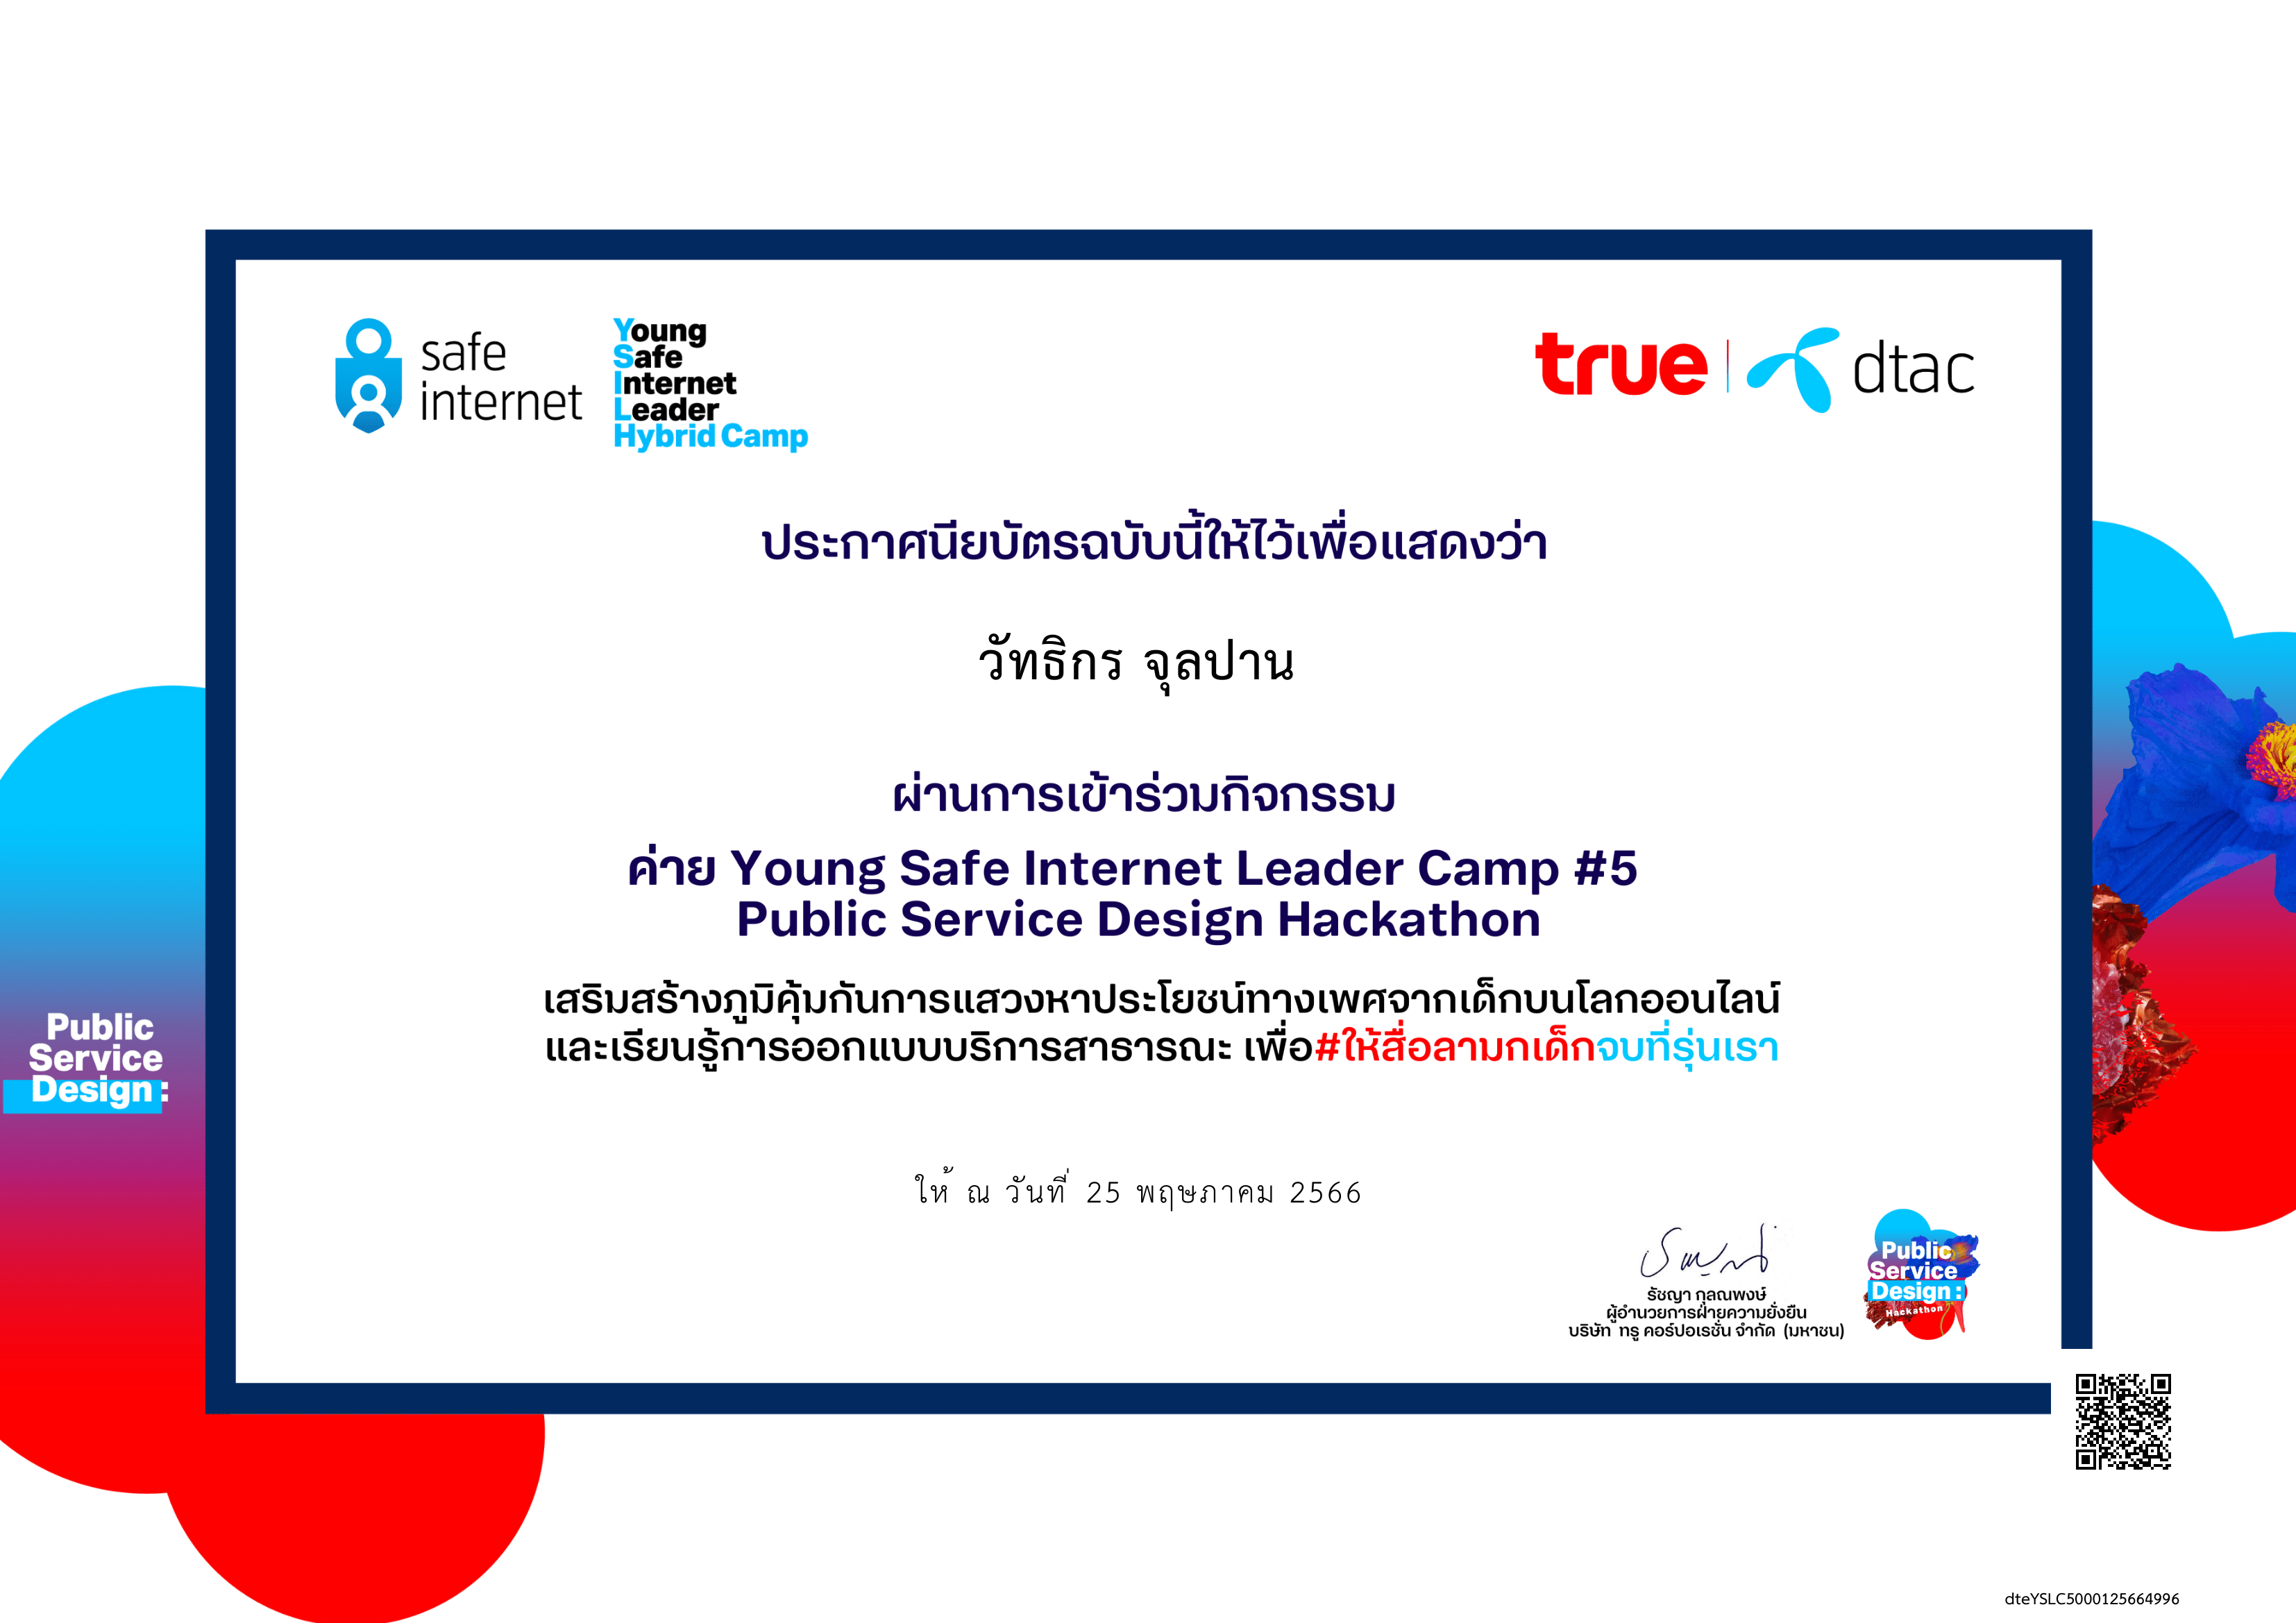 safe
internet
Young
Safe
Internet
Leader
Hybrid Camp
true
dtac
ประกาศนียบัตรฉบับนี้ให้ไว้เพื่อแสดงว่า
วัทธิกร จุลปาน
ผ่านการเข้าร่วมกิจกรรม
ค่าย Young Safe Internet Leader Camp #5
Public Service Design Hackathon
เสริมสร้างภูมิคุ้มกันการแสวงหาประโยชน์ทางเพศจากเด็กบนโลกออนไลน์
และเรียนรู้การออกแบบบริการสาธารณะ เพื่อ#ให้สื่อลามกเด็กจบที่รุ่นเรา
Public
Service
Design :
ให้ ณ วันที่ 25 พฤษภาคม 2566
รัชญา กุลณพงษ์
ผู้อำนวยการฝ่ายความยั่งยืน
บริษัท ทรู คอร์ปอเรชั่น จำกัด (มหาชน)
Public
Service
Design :
Hackathon
dteYSLC5000125664996